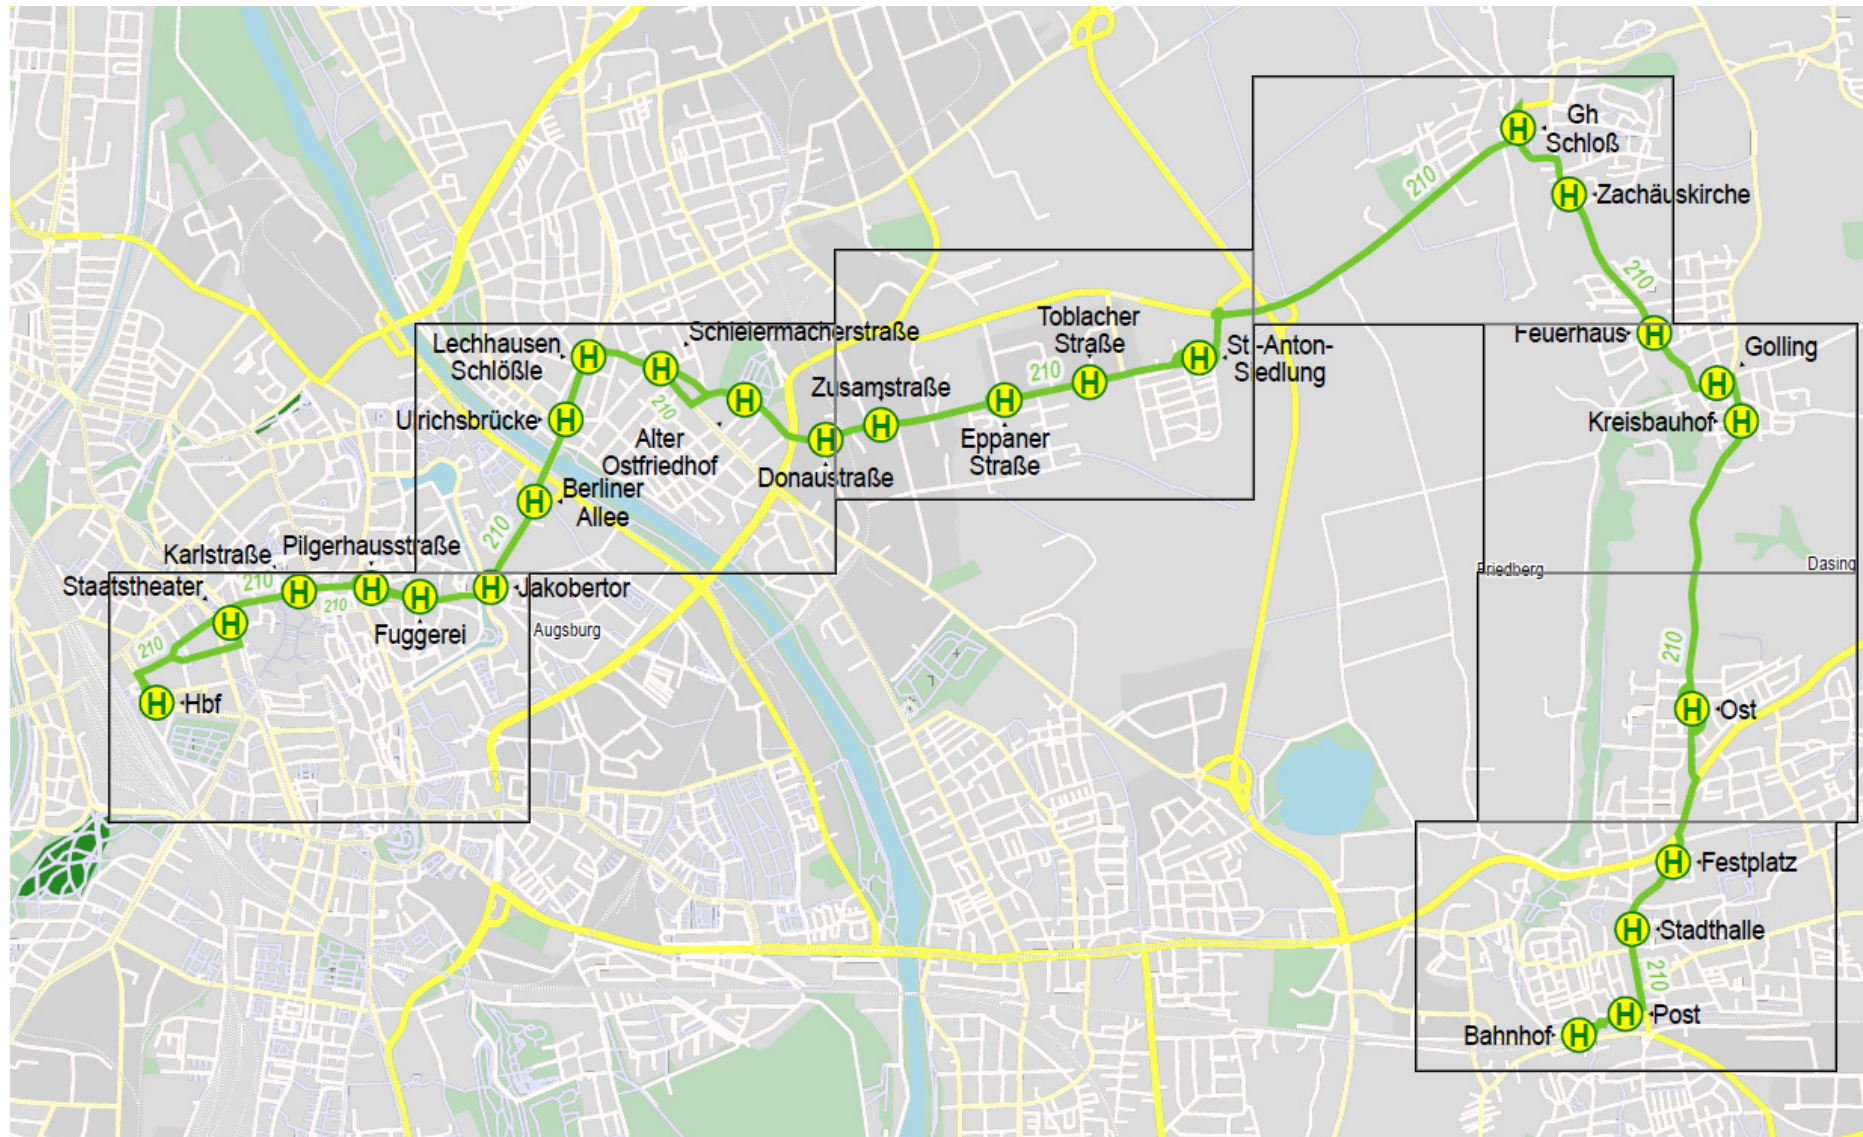 Gh
H
Schloß
210
H
Zachäuskirche
210
Toblacher
Straße
Feuerhaus
H
Schleiermacherstraße
Lechhausen
Schlößle
H
H
210
H
St.-Anton-
Siedlung
H
Golling
H
Zusamstraße
Ulrichsbrücke
H
210
H
H
H
Kreisbauhof
H
Alter
Ostfriedhof
H
Eppaner
Straße
Donaustraße
H
Berliner
Allee
210
Karlstraße
Pilgerhausstraße
Friedberg
Dasing
Staatstheater
210
H
H
H
H
Jakobertor
210
Fuggerei
H
Augsburg
210
210
H
Hbf
H
Ost
H
Festplatz
H
Stadthalle
210
H
Post
Bahnhof
H